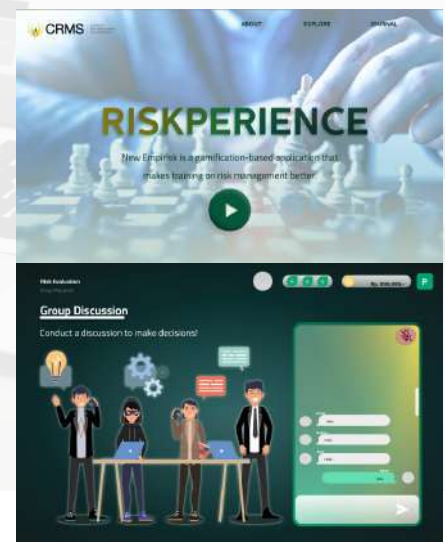 CRMS
ABOUT EXPLORE JOURNAL
RISKPERIENCE
New Empirisk is a gamification-based application that
makes training on risk management better.
Risk Evaluation
P
Group Discussion
Conduct a discussion to make decisions!